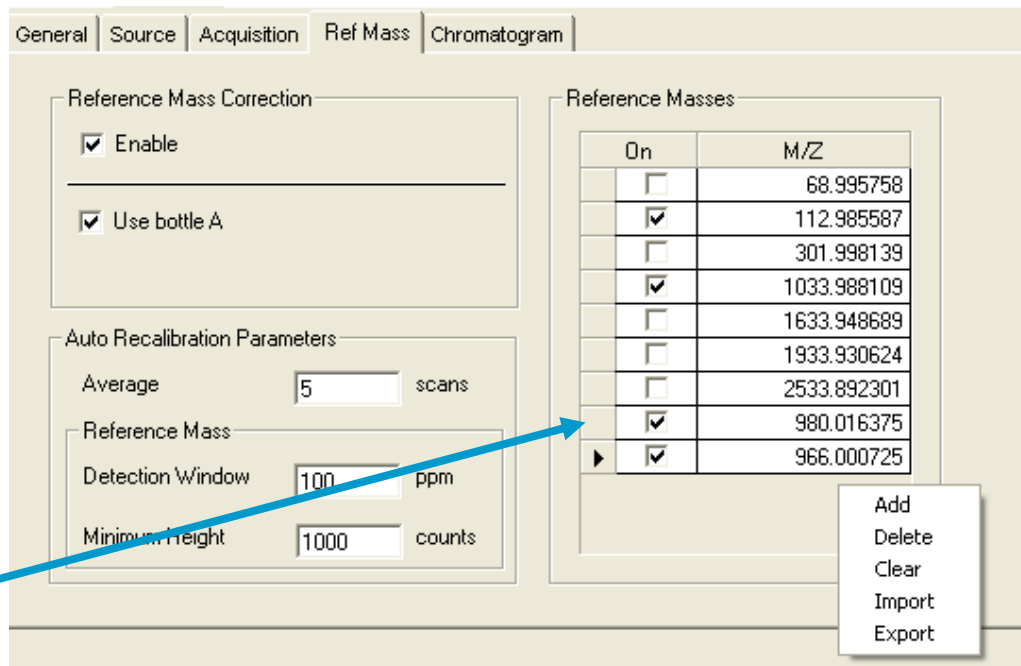 General Source Acquisition Ref Mass Chromatogram
Reference Mass Correction
Enable
Use bottle A
Auto Recalibration Parameters
Average 5 scans
Reference Mass
Detection Window 100 ppm
Minimum Height 1000 counts
Reference Masses
On M/Z
68.995758
112.985587
301.998139
1033.988109
1633.948689
1933.930624
2533.892301
980.016375
966.000725
Add
Delete
Clear
Import
Export